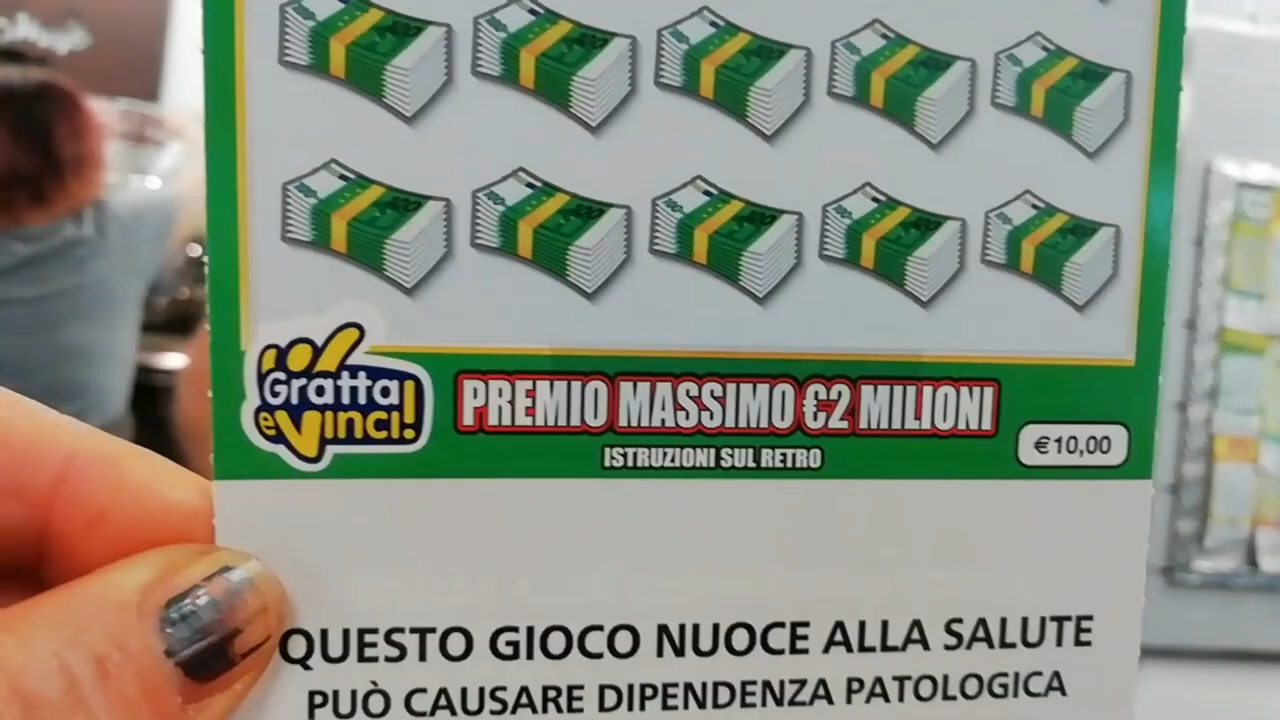 Gratta
e Vinci!
PREMIO MASSIMO €2 MILIONI
ISTRUZIONI SUL RETRO
€10,00
QUESTO GIOCO NUOCE ALLA SALUTE
PUÒ CAUSARE DIPENDENZA PATOLOGICA